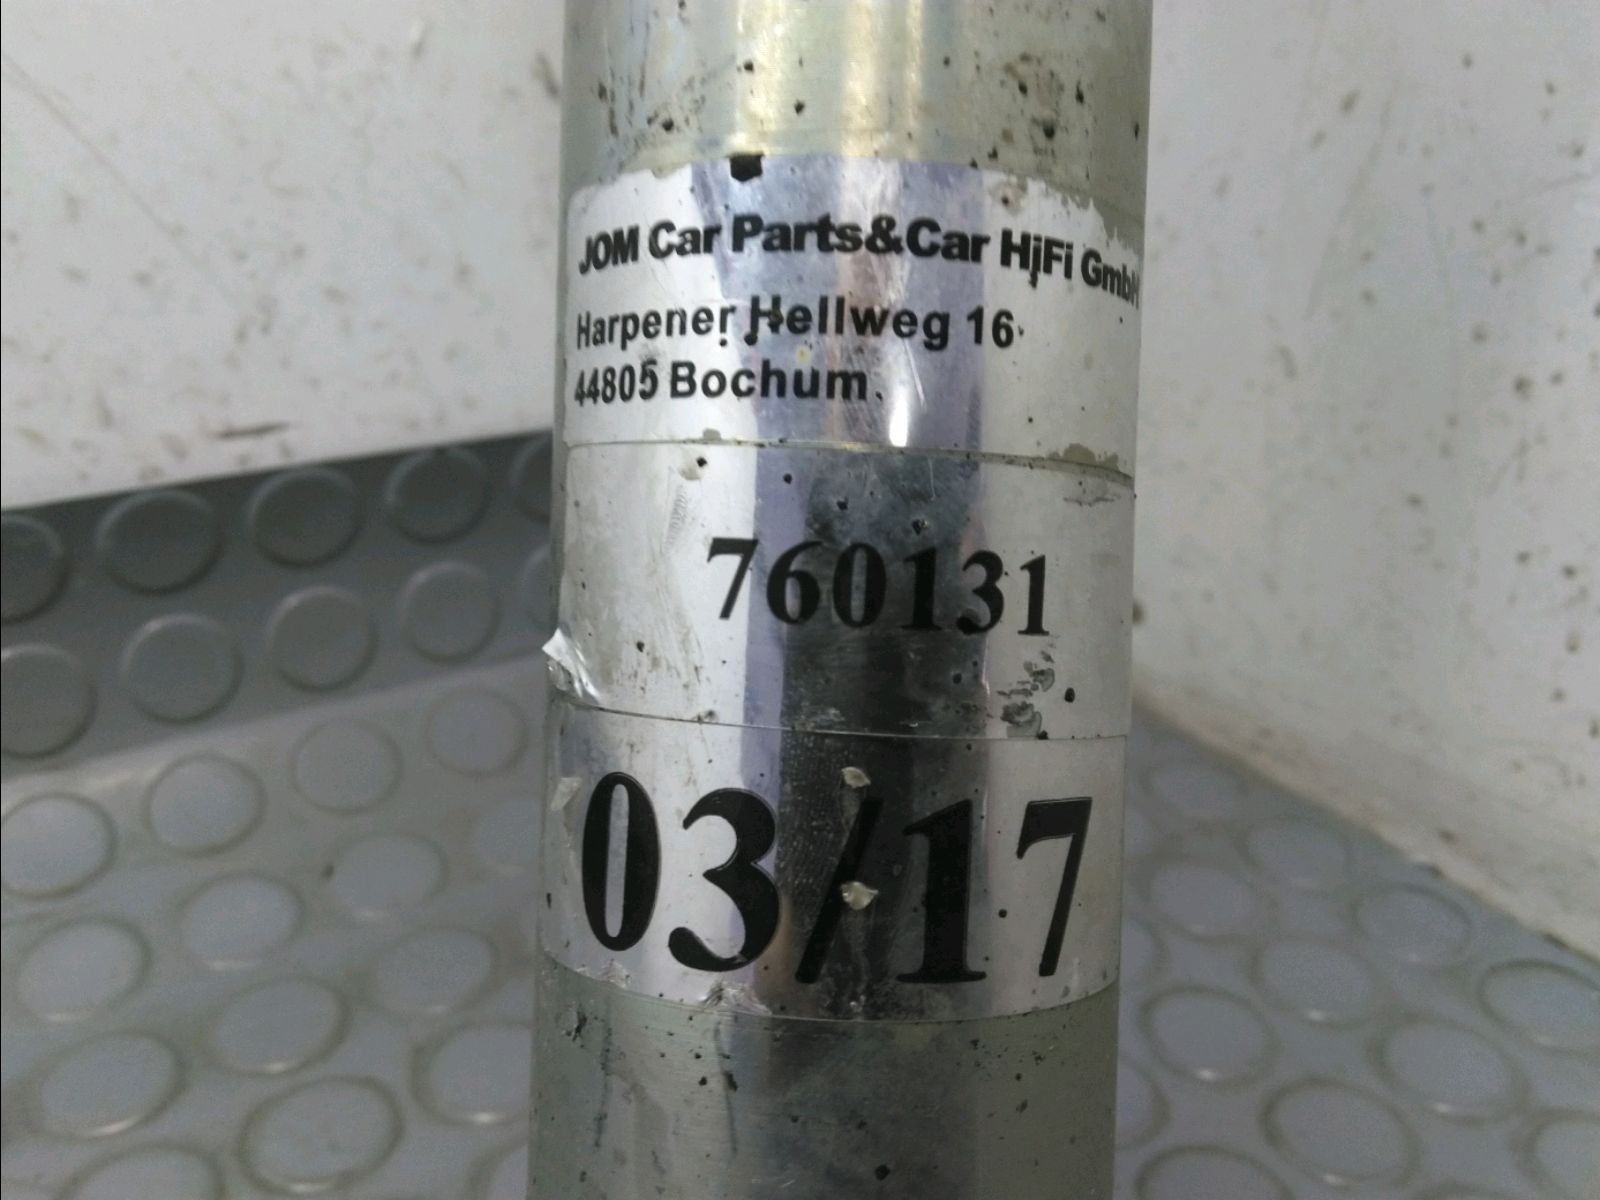 JOM Car Parts&Car HiFi GmbH
Harpener Hellweg 16
44805 Bochum
760131
03/17